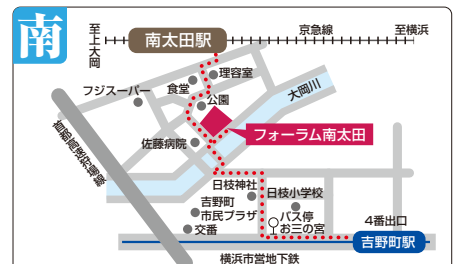 南
至上大岡
南太田駅
京急線
至横浜
理容室
食堂
フジスーパー
公園
大岡川
フォーラム南太田
首都高速狩場線
佐藤病院
日枝神社
日枝小学校
吉野町
市民プラザ
バス停
お三の宮
交番
4番出口
吉野町駅
横浜市営地下鉄